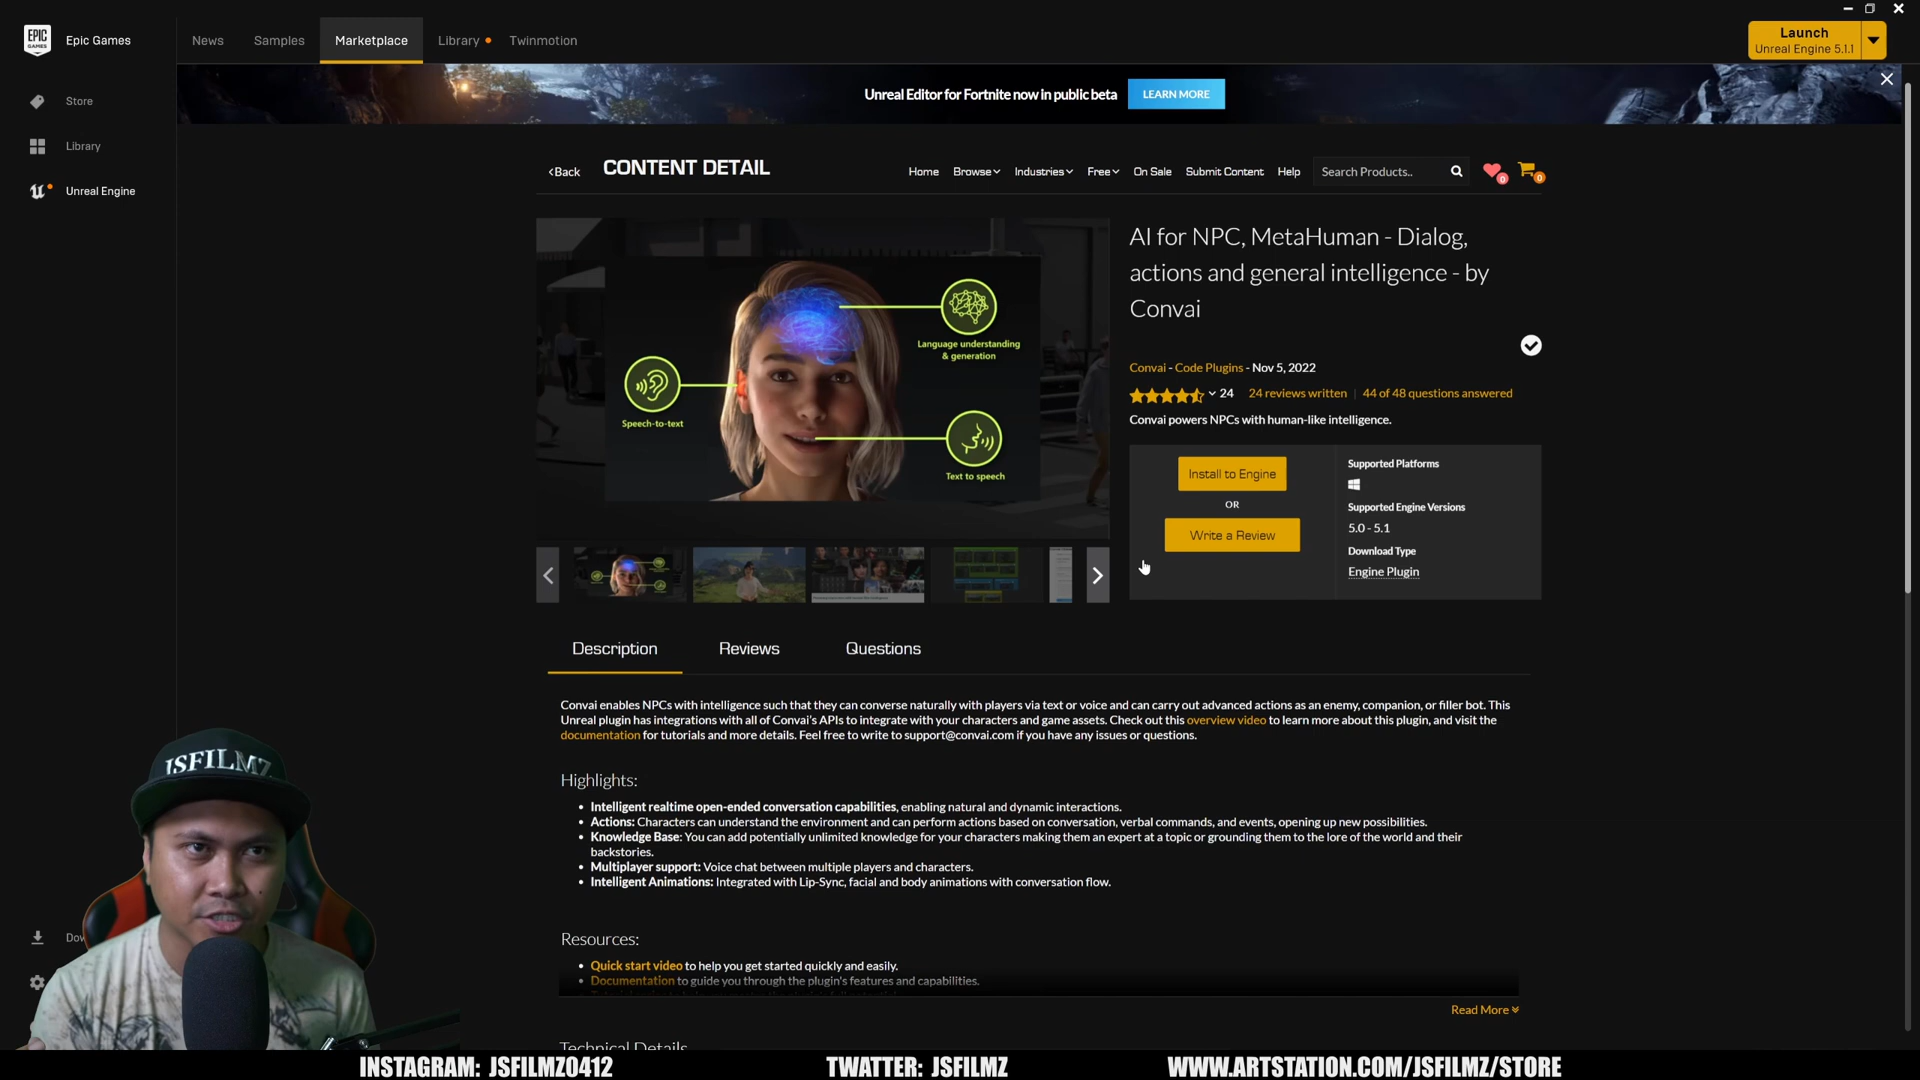 EPIC GAMES
Epic Games
News
Samples
Marketplace
Library
Twinmotion
Launch
Unreal Engine 5.1.1
Store
Library
Unreal Engine
Unreal Editor for Fortnite now in public beta
LEARN MORE
Back
CONTENT DETAIL
Home
Browse
Industries
Free
On Sale
Submit Content
Help
Search Products..
0
0
Speech-to-text
Language understanding
& generation
Text to speech
AI for NPC, MetaHuman - Dialog,
actions and general intelligence - by
Convai
Convai - Code Plugins - Nov 5, 2022
24
24 reviews written
44 of 48 questions answered
Convai powers NPCs with human-like intelligence.
Install to Engine
OR
Write a Review
Supported Platforms
Supported Engine Versions
5.0 - 5.1
Download Type
Engine Plugin
Description
Reviews
Questions
Convai enables NPCs with intelligence such that they can converse naturally with players via text or voice and can carry out advanced actions as an enemy, companion, or filler bot. This
Unreal plugin has integrations with all of Convai's APIs to integrate with your characters and game assets. Check out this overview video to learn more about this plugin, and visit the
documentation for tutorials and more details. Feel free to write to support@convai.com if you have any issues or questions.
Highlights:
• Intelligent realtime open-ended conversation capabilities, enabling natural and dynamic interactions.
• Actions: Characters can understand the environment and can perform actions based on conversation, verbal commands, and events, opening up new possibilities.
• Knowledge Base: You can add potentially unlimited knowledge for your characters making them an expert at a topic or grounding them to the lore of the world and their
backstories.
• Multiplayer support: Voice chat between multiple players and characters.
• Intelligent Animations: Integrated with Lip-Sync, facial and body animations with conversation flow.
Resources:
• Quick start video to help you get started quickly and easily.
• Documentation to guide you through the plugin's features and capabilities.
Read More
Technical Details
JSFILMZ
INSTAGRAM: JSFILMZ0412
TWATTER: JSFILMZ
WWW.ARTSTATION.COM/JSFILMZ/STORE